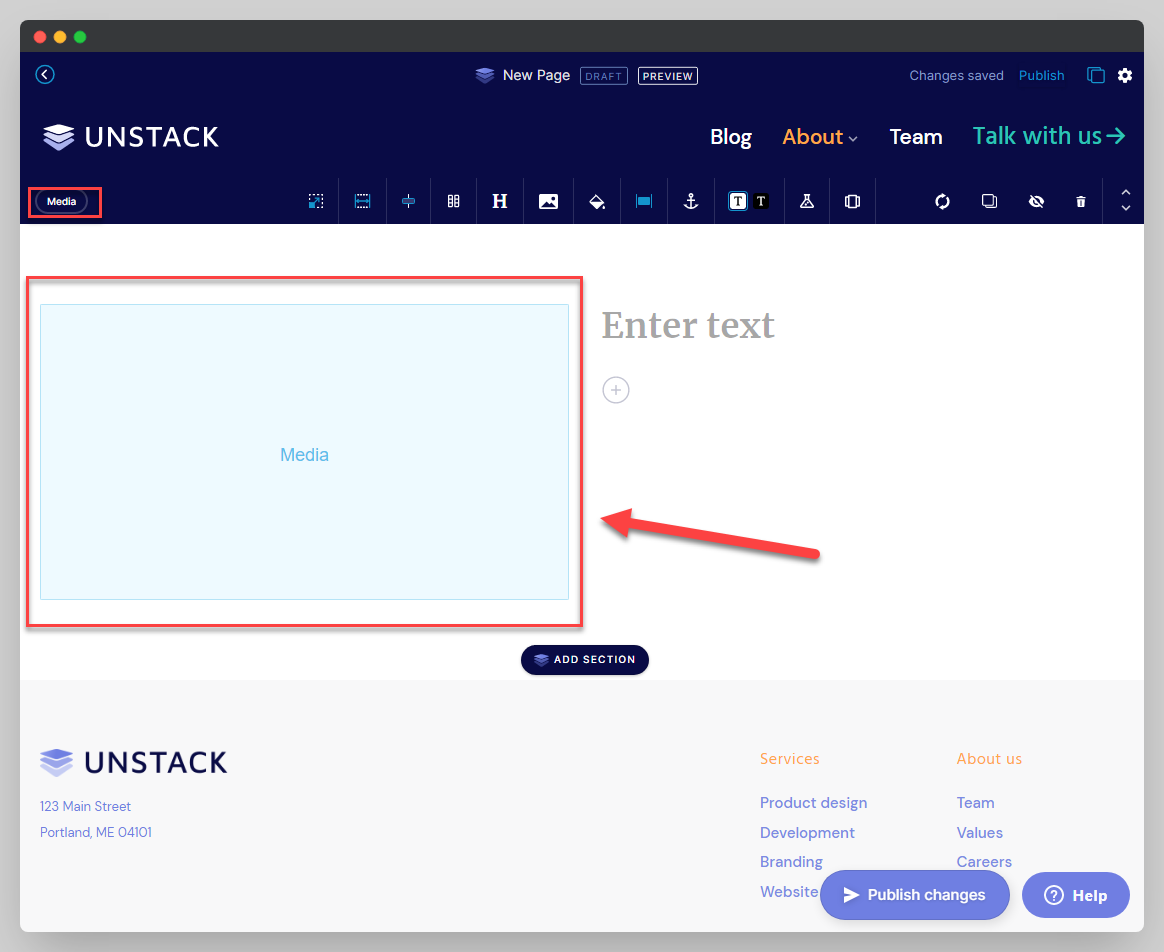 New Page DRAFT PREVIEW Changes saved Publish
UNSTACK Blog About Team Talk with us
Media H T T
Enter text
Media
ADD SECTION
UNSTACK
123 Main Street
Portland, ME 04101
Services About us
Product design Team
Development Values
Branding Careers
Website
Publish changes Help